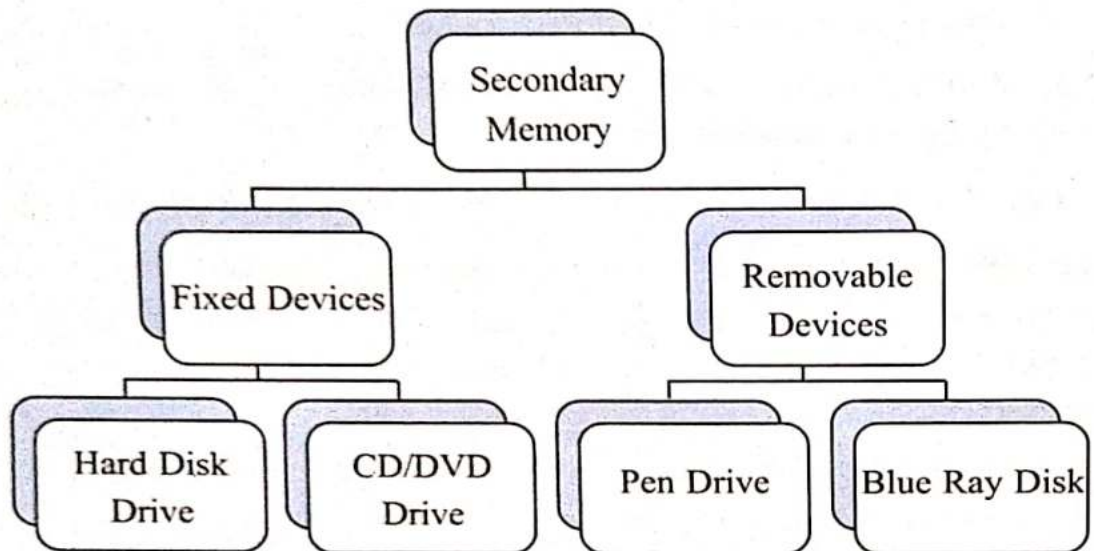 Secondary
Memory
Fixed Devices
Removable
Devices
Hard Disk
Drive
CD/DVD
Drive
Pen Drive
Blue Ray Disk